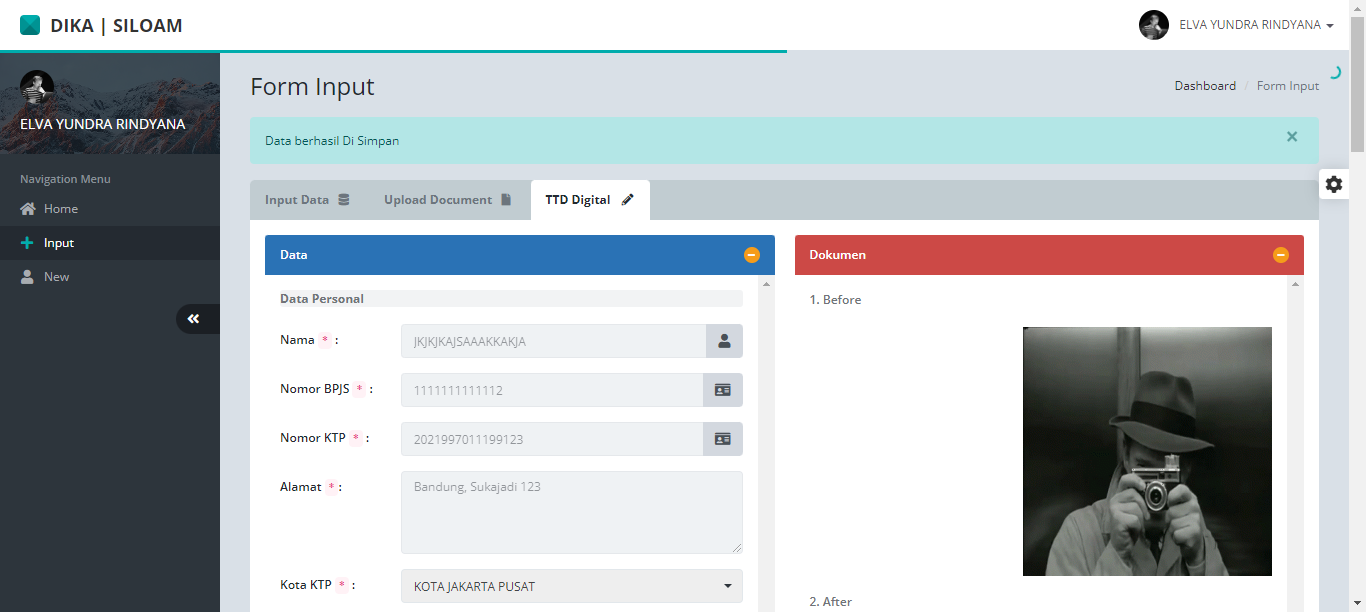 DIKA | SILOAM
ELVA YUNDRA RINDYANA
ELVA YUNDRA RINDYANA
Navigation Menu
Home
Input
New
Form Input
Dashboard / Form Input
Data berhasil Di Simpan ×
Input Data
Upload Document
TTD Digital
Data
Data Personal
Nama * :
JKJKJKAJSAAAKKAKJA
Nomor BPJS * :
1111111111112
Nomor KTP * :
2021997011199123
Alamat * :
Bandung, Sukajadi 123
Kota KTP * :
KOTA JAKARTA PUSAT
Dokumen
1. Before
2. After